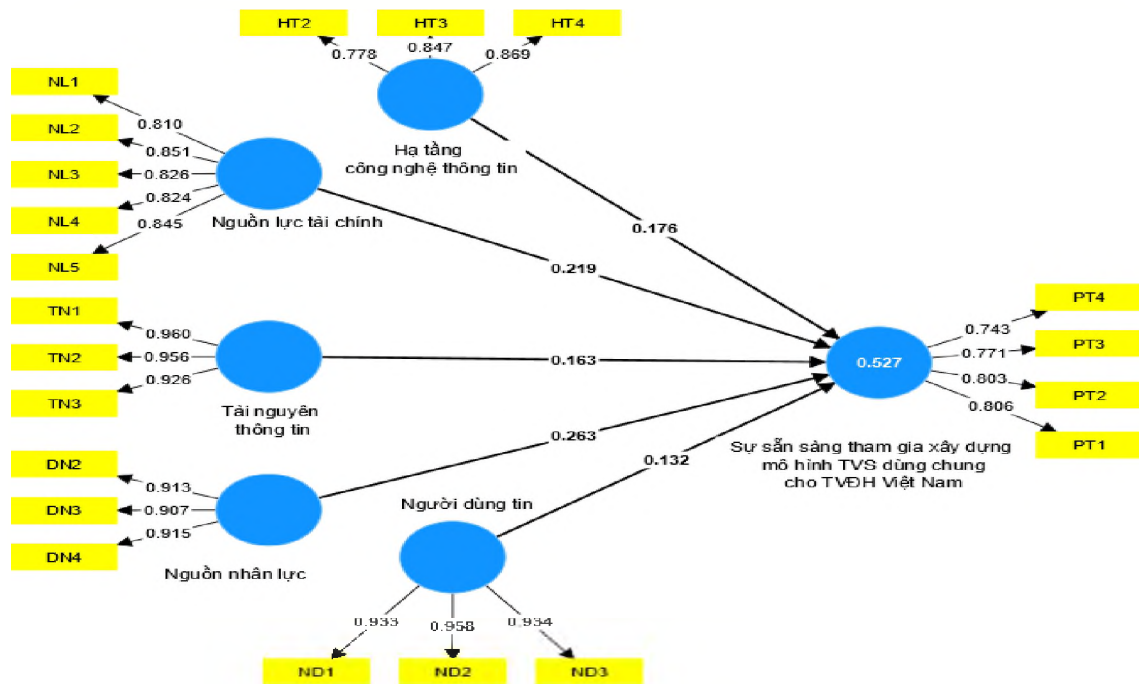 HT2
HT3
HT4
0.778
0.847
0.869
Hạ tầng
công nghệ thông tin
NL1
NL2
NL3
NL4
NL5
0.810
0.851
0.826
0.824
0.845
Nguồn lực tài chính
0.176
0.219
TN1
TN2
TN3
0.960
0.956
0.926
Tài nguyên
thông tin
0.163
DN2
DN3
DN4
0.913
0.907
0.915
Nguồn nhân lực
0.263
Người dùng tin
0.132
0.933
0.958
0.934
ND1
ND2
ND3
0.527
Sự sẵn sàng tham gia xây dựng
mô hình TVS dùng chung
cho TVĐH Việt Nam
0.743
0.771
0.803
0.806
PT4
PT3
PT2
PT1